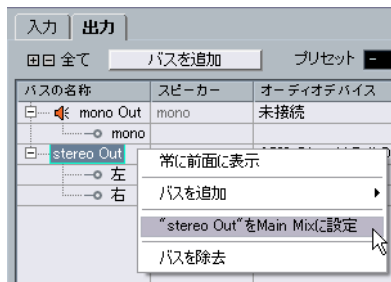 入力 出力
全て バスを追加 プリセット -
バスの名称 スピーカー オーディオデバイス
mono Out mono 未接続
mono
stereo Out
常に前面に表示
左
バスを追加
右
"stereo Out"をMain Mixに設定
バスを除去